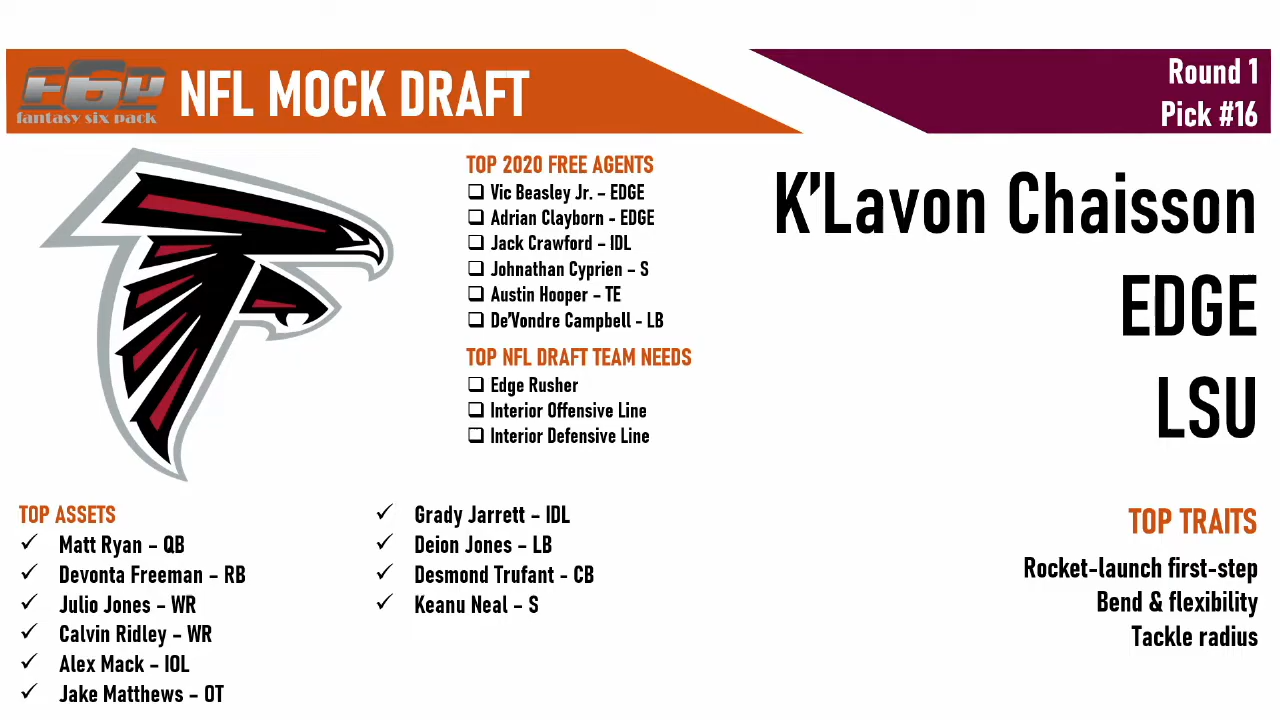 F6P
fantasy six pack
NFL MOCK DRAFT
Round 1
Pick #16
TOP 2020 FREE AGENTS
❑ Vic Beasley Jr. – EDGE
❑ Adrian Clayborn - EDGE
❑ Jack Crawford – IDL
❑ Johnathan Cyprien – S
❑ Austin Hooper – TE
❑ De'Vondre Campbell - LB
TOP NFL DRAFT TEAM NEEDS
❑ Edge Rusher
❑ Interior Offensive Line
❑ Interior Defensive Line
K'Lavon Chaisson
EDGE
LSU
TOP ASSETS
✓ Matt Ryan – QB
✓ Devonta Freeman – RB
✓ Julio Jones – WR
✓ Calvin Ridley – WR
✓ Alex Mack – IOL
✓ Jake Matthews – OT
✓ Grady Jarrett – IDL
✓ Deion Jones – LB
✓ Desmond Trufant - CB
✓ Keanu Neal – S
TOP TRAITS
Rocket-launch first-step
Bend & flexibility
Tackle radius